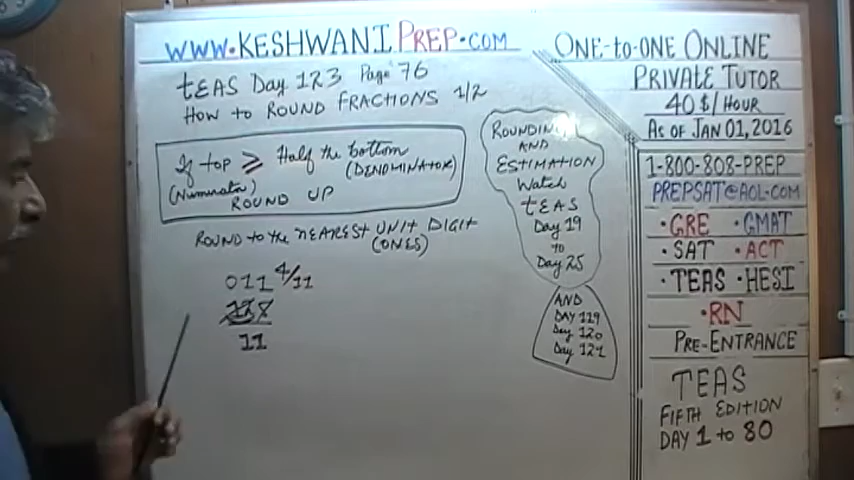 WWW.KESHWANIPREP.COM
TEAS Day 123 Page 76
HOW TO ROUND FRACTIONS 1/2
If top ≥ Half the bottom
(Numerator) (DENOMINATOR)
ROUND UP
ROUND TO THE NEAREST UNIT DIGIT
(ONES)
011 4/11
11
ROUNDING
AND
ESTIMATION
Watch
TEAS
Day 19
TO
Day 25
AND
DAY 119
Day 120
Day 121
ONE-to-ONE ONLINE
PRIVATE TUTOR
40 $/HOUR
As of JAN 01, 2016
1-800-808-PREP
PREPSAT@AOL.COM
•GRE •GMAT
•SAT •ACT
•TEAS •HESI
•RN
PRE-ENTRANCE
TEAS
FIFTH EDITION
DAY 1 to 80